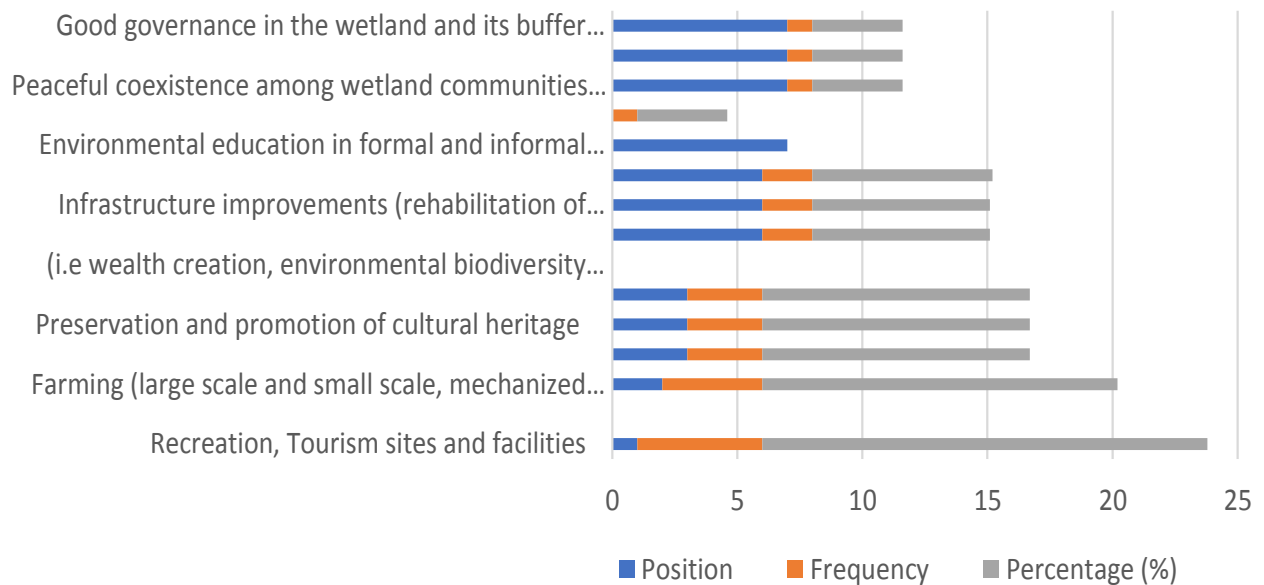 Good governance in the wetland and its buffer...
Peaceful coexistence among wetland communities...
Environmental education in formal and informal...
Infrastructure improvements (rehabilitation of...
(i.e wealth creation, environmental biodiversity...
Preservation and promotion of cultural heritage
Farming (large scale and small scale, mechanized...
Recreation, Tourism sites and facilities
0 5 10 15 20 25
Position Frequency Percentage (%)